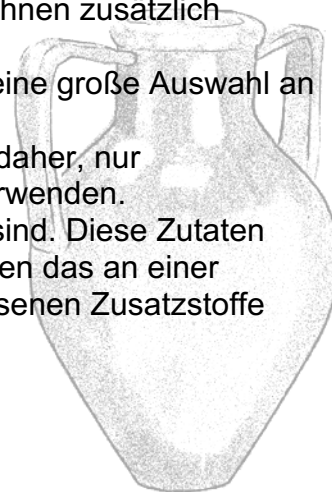 hnen zusätzlich
eine große Auswahl an
daher, nur
rwenden.
sind. Diese Zutaten
en das an einer
senen Zusatzstoffe